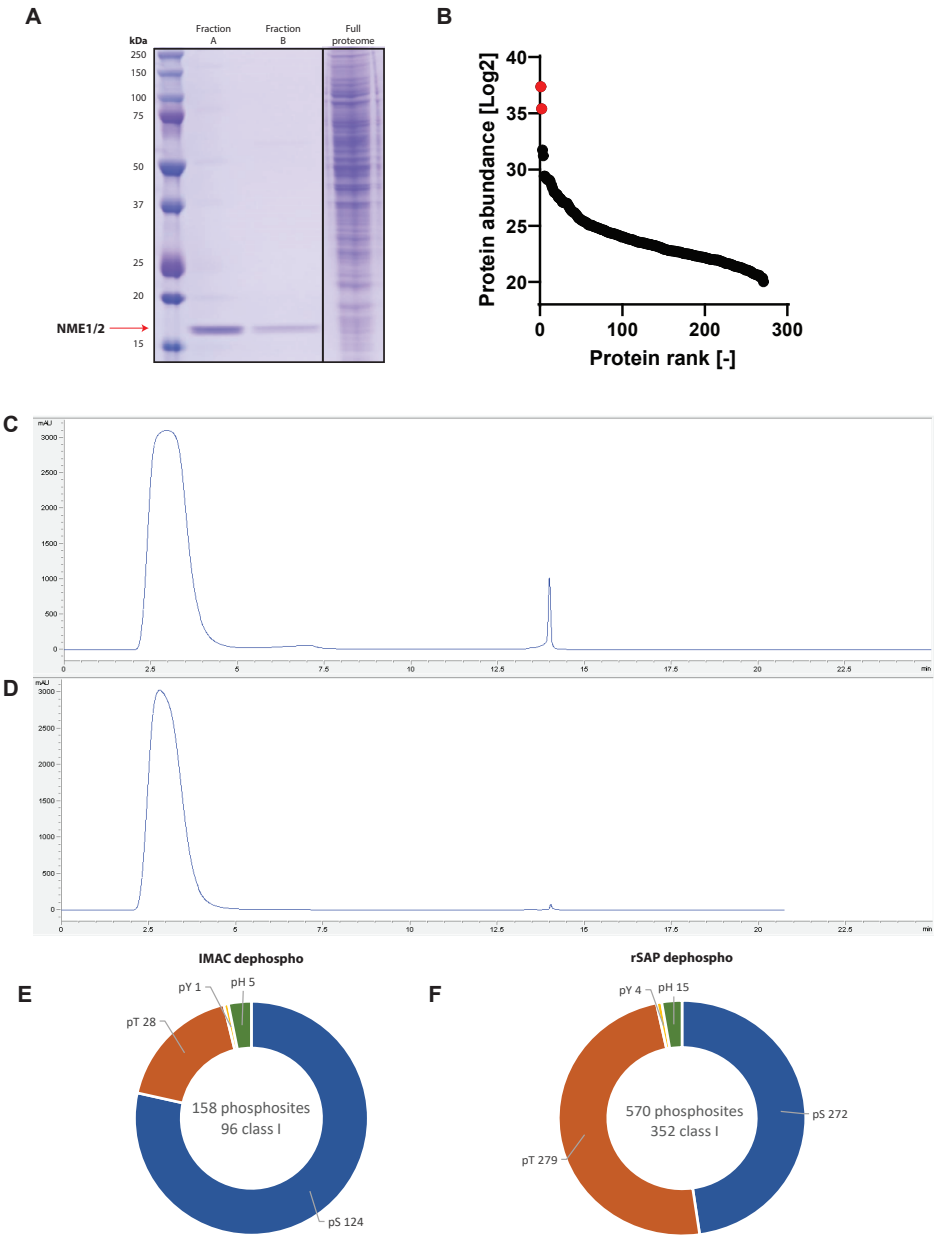 A
Fraction A
Fraction B
Full proteome
kDa
250
150
100
75
50
37
25
20
15
NME1/2
B
Protein abundance [Log2]
40
35
30
25
20
0
100
200
300
Protein rank [-]
C
mAU
3000
2500
2000
1500
1000
500
0
0
2.5
5
7.5
10
12.5
15
17.5
20
22.5
min
D
mAU
3000
2500
2000
1500
1000
500
0
0
2.5
5
7.5
10
12.5
15
17.5
20
22.5
min
IMAC dephospho
E
pY 1
pH 5
pT 28
158 phosphosites
96 class I
pS 124
rSAP dephospho
F
pY 4
pH 15
pS 272
570 phosphosites
352 class I
pT 279